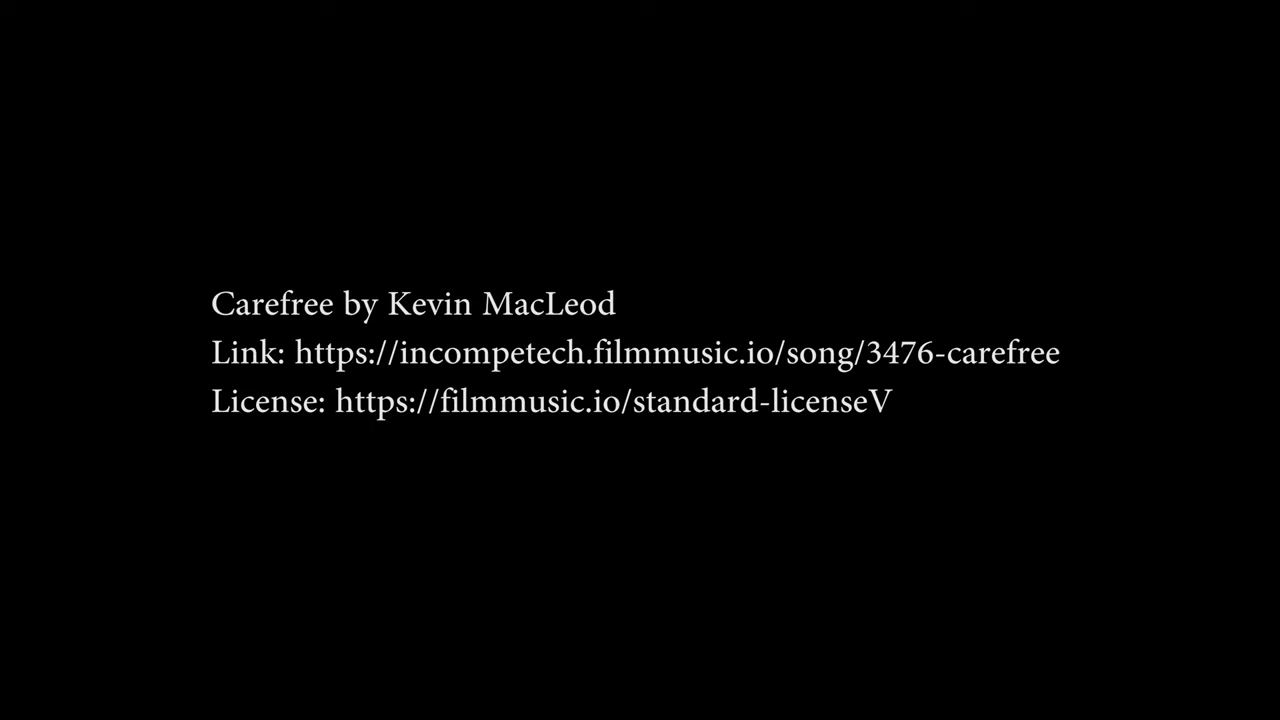 Carefree by Kevin MacLeod
Link: https://incompetech.filmmusic.io/song/3476-carefree
License: https://filmmusic.io/standard-licenseV